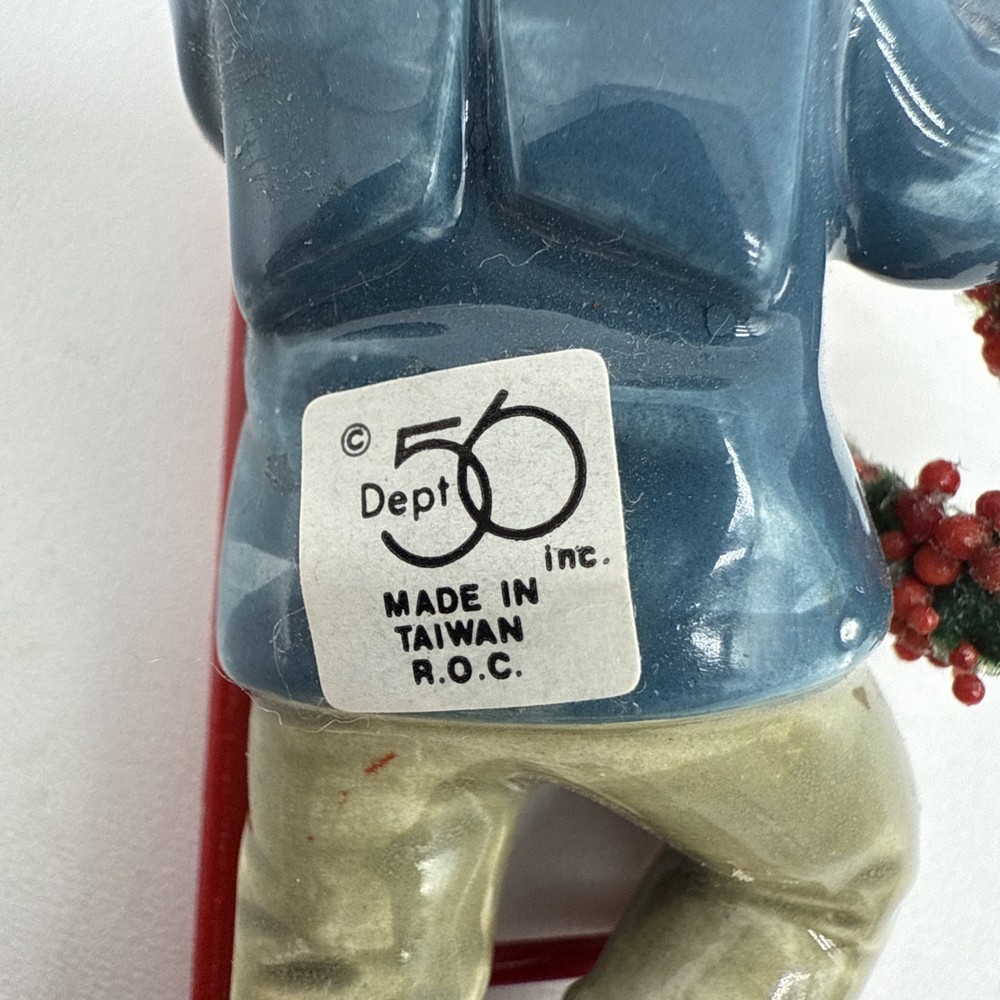 © 56
Dept
inc.
MADE IN
TAIWAN
R.O.C.